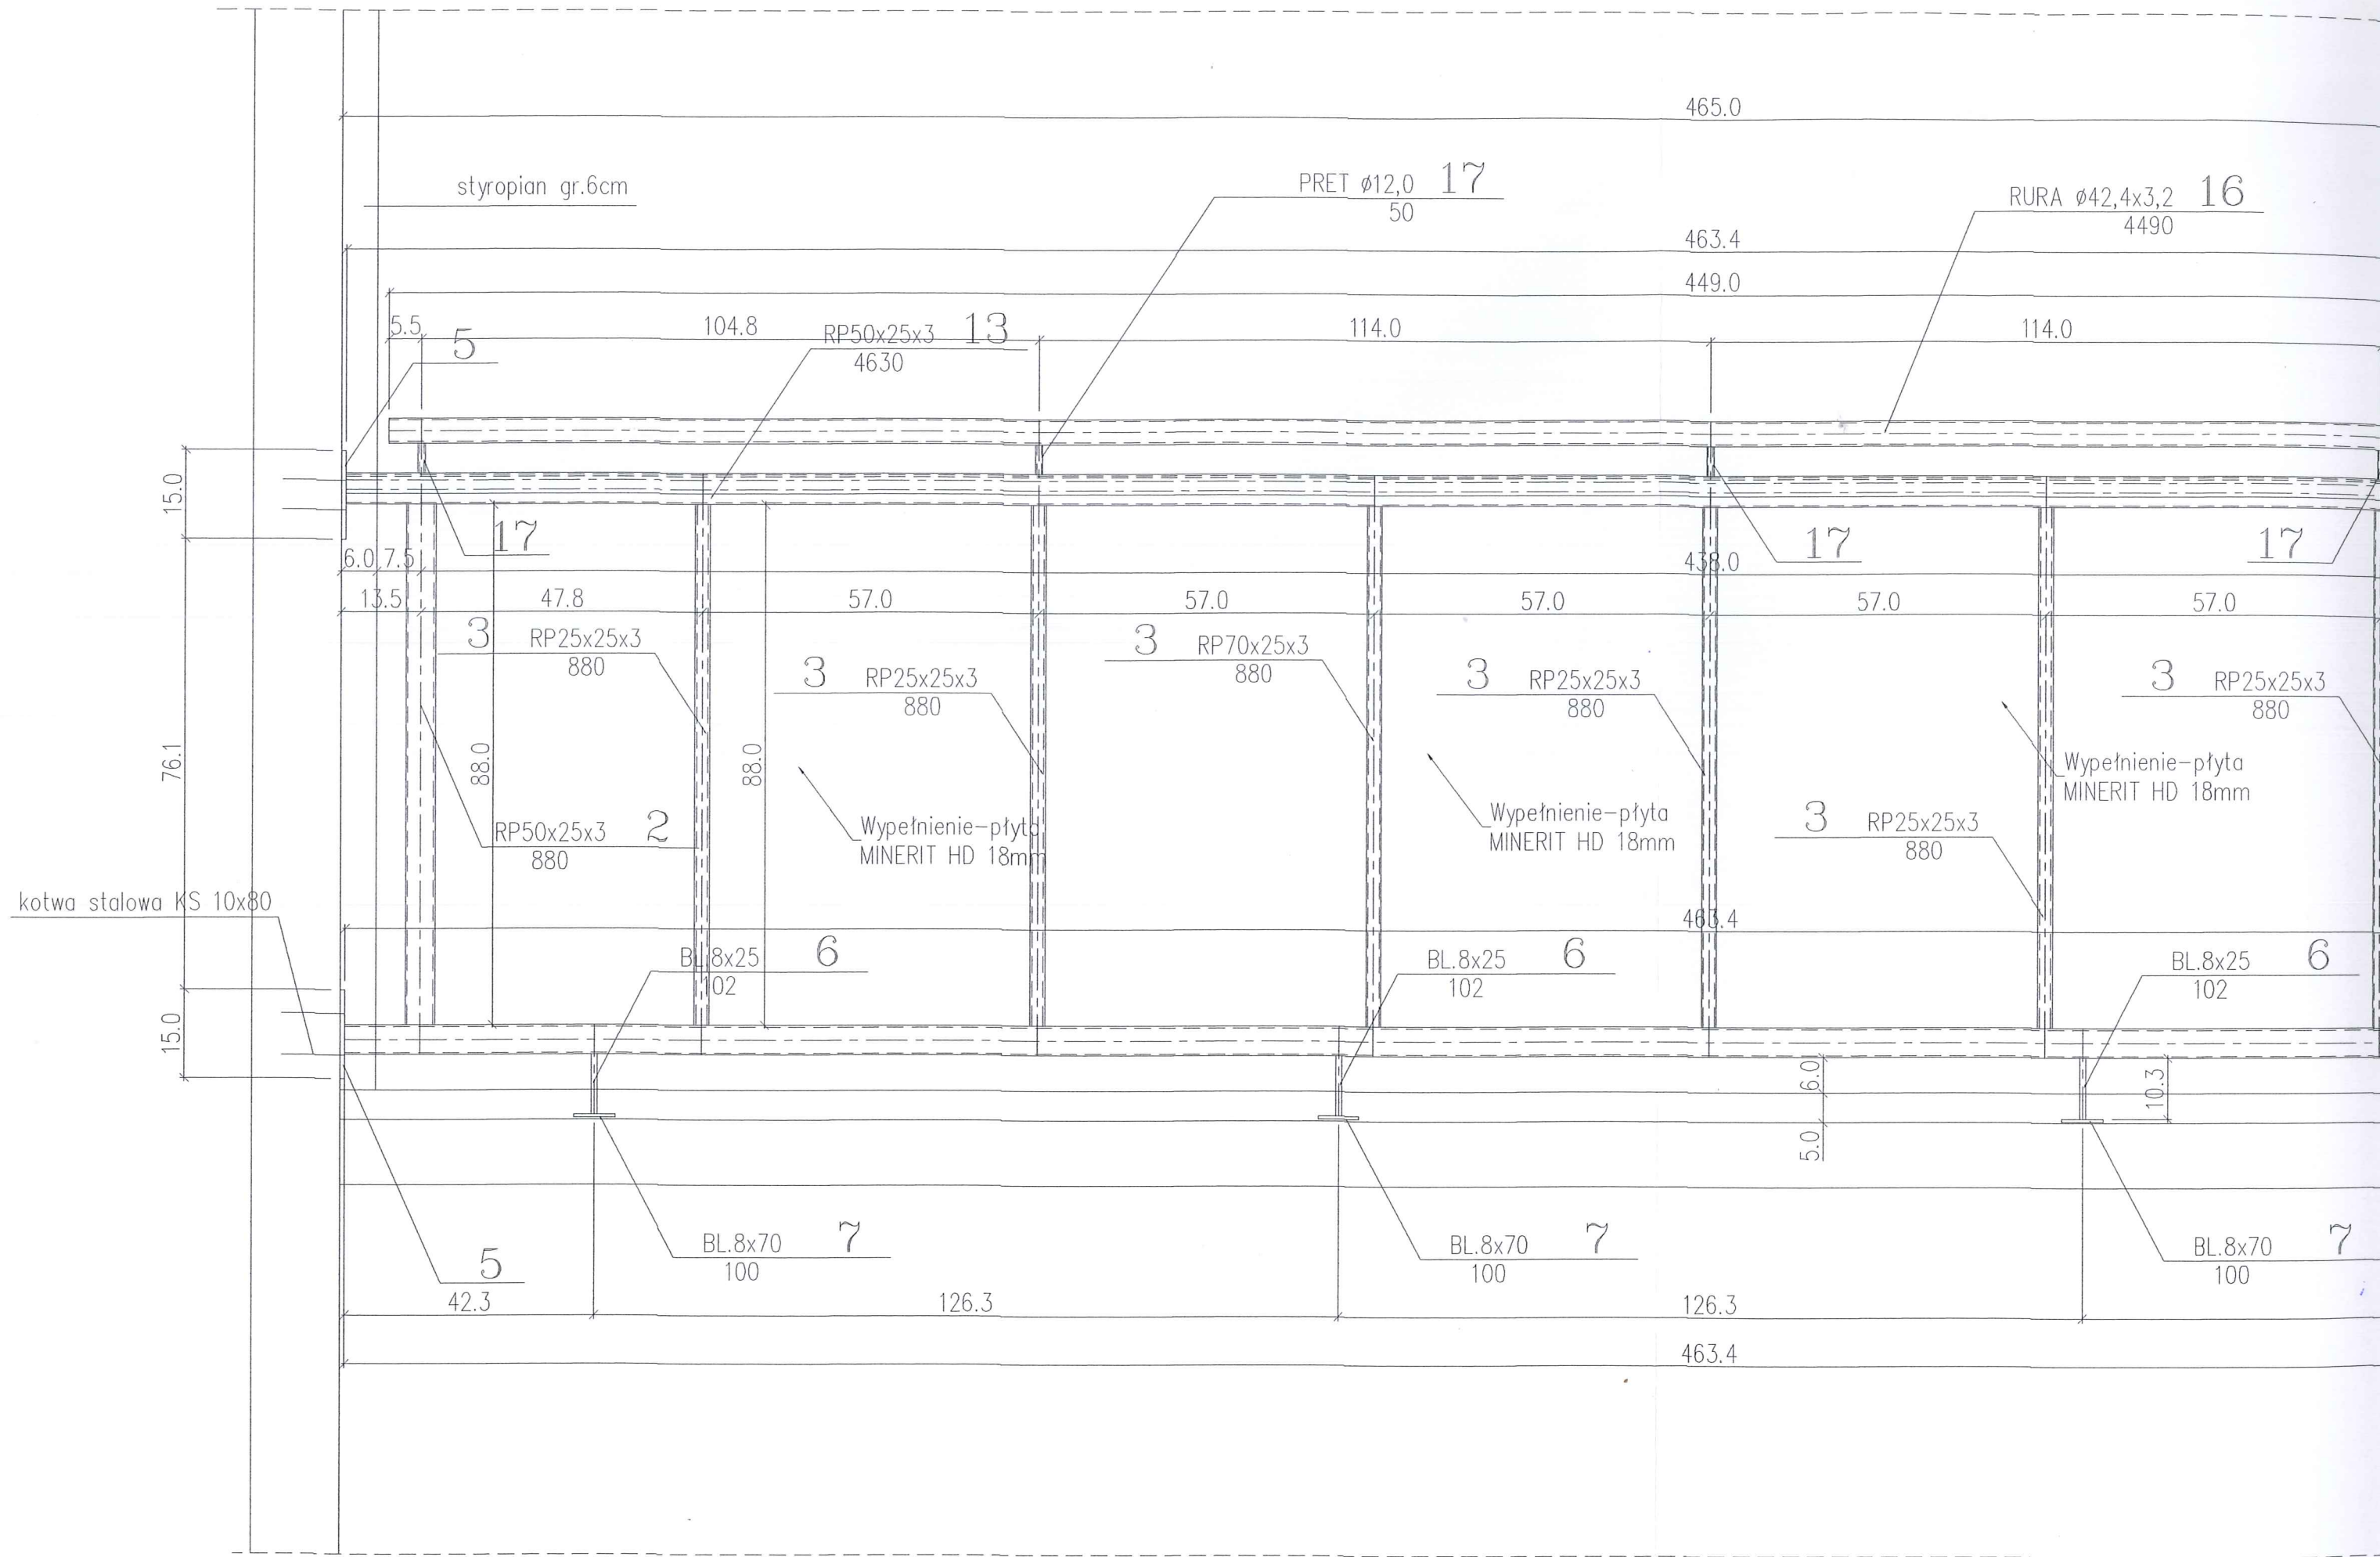 465.0
styropian gr.6cm
PRET ø12,0 17
50
RURA ø42,4x3,2 16
4490
463.4
449.0
5.5
104.8
114.0
114.0
5
RP50x25x3 13
4630
15.0
17
17
17
6.0
7.5
438.0
13.5
47.8
57.0
57.0
57.0
57.0
57.0
3 RP25x25x3
880
3 RP25x25x3
880
3 RP70x25x3
880
3 RP25x25x3
880
3 RP25x25x3
880
76.1
88.0
88.0
Wypełnienie-płyta
MINERIT HD 18mm
Wypełnienie-płyta
MINERIT HD 18mm
Wypełnienie-płyta
MINERIT HD 18mm
RP50x25x3 2
880
3 RP25x25x3
880
kotwa stalowa KS 10x80
463.4
BL.8x25 6
102
BL.8x25 6
102
BL.8x25 6
102
15.0
6.0
10.3
5.0
BL.8x70 7
100
BL.8x70 7
100
BL.8x70 7
100
5
42.3
126.3
126.3
463.4